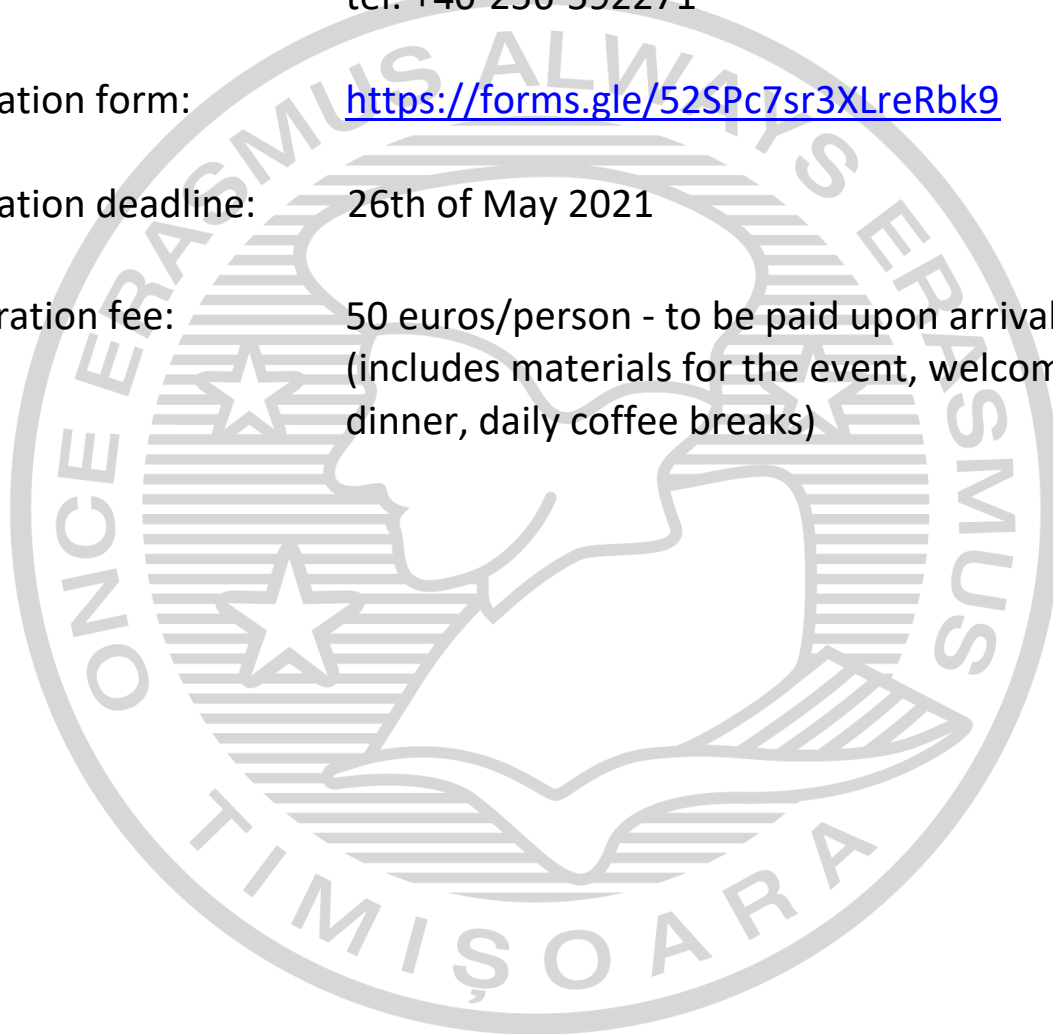 tel. +40-256-592271
ation form: https://forms.gle/52SPc7sr3XLreRbk9
ation deadline: 26th of May 2021
ration fee: 50 euros/person - to be paid upon arrival
(includes materials for the event, welcom
dinner, daily coffee breaks)
ONCE ERASMUS ALWAYS ERASMUS
TIMIȘOARA